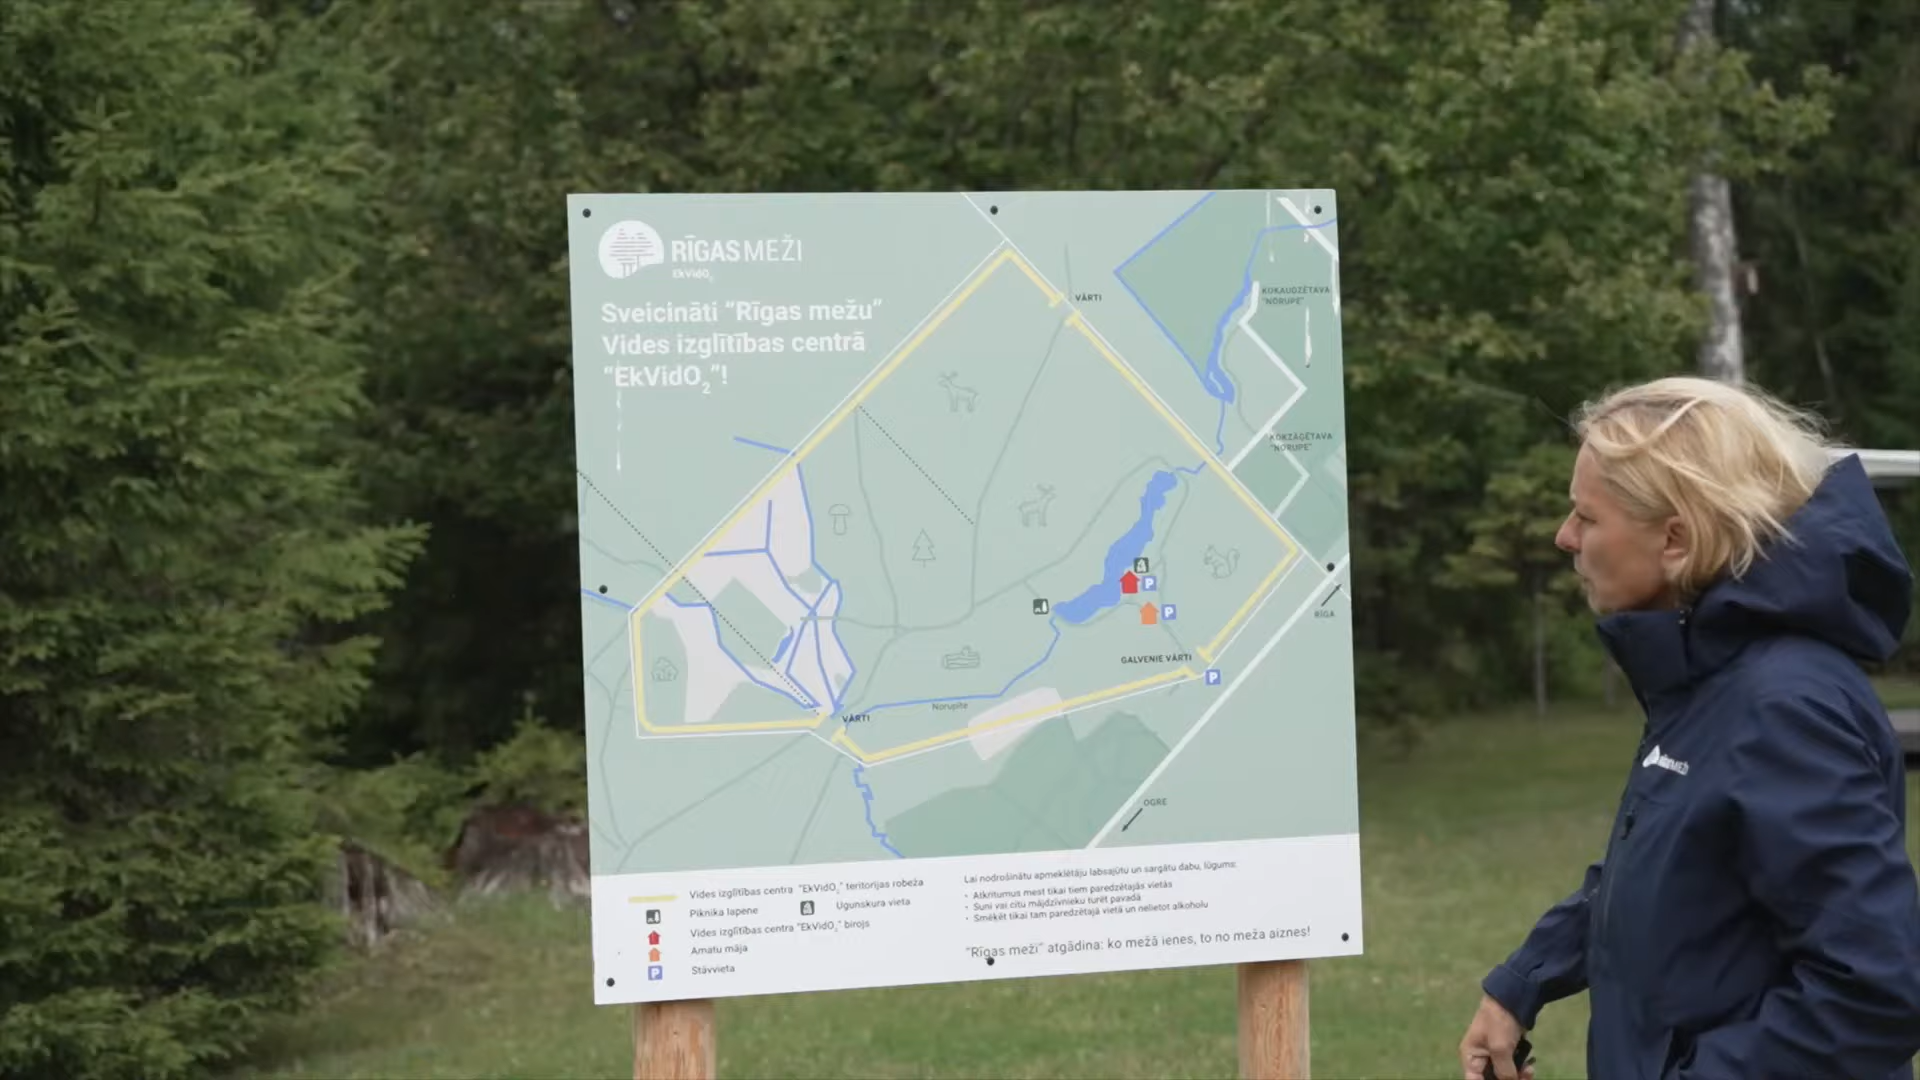 RĪGAS MEŽI
EkVidO₂
Sveicināti “Rīgas mežu”
Vides izglītības centrā
“EkVidO₂”!
VĀRTI
KOKAUDZĒTAVA
“NORUPE”
KOKZĀĢĒTAVA
“NORUPE”
P
P
RĪGA
GALVENIE VĀRTI
P
Norupīte
VĀRTI
OGRE
Vides izglītības centra “EkVidO₂” teritorijas robeža
Piknika lapene
Ugunskura vieta
Vides izglītības centra “EkVidO₂” birojs
Amatu māja
P Stāvvieta
Lai nodrošinātu apmeklētāju labsajūtu un sargātu dabu, lūgums:
• Atkritumus mest tikai tiem paredzētajās vietās
• Suni vai citu mājdzīvnieku turēt pavadā
• Smēķēt tikai tam paredzētajā vietā un nelietot alkoholu
“Rīgas meži” atgādina: ko mežā ienes, to no meža aiznes!
RĪGAS MEŽI